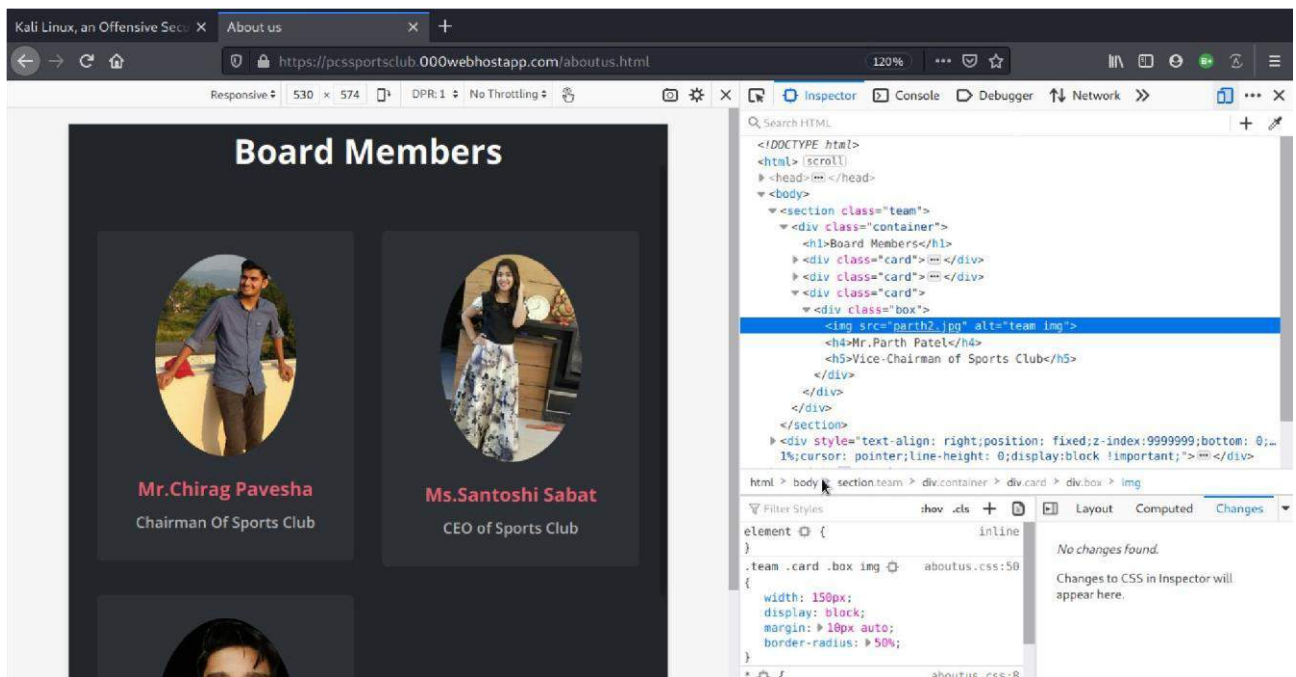 Kali Linux, an Offensive Secu
About us
https://pcssportsclub.000webhostapp.com/aboutus.html
120%
Responsive
530 × 574
DPR: 1
No Throttling
Inspector
Console
Debugger
Network
Search HTML
Board Members
Mr.Chirag Pavesha
Chairman Of Sports Club
Ms.Santoshi Sabat
CEO of Sports Club
<!DOCTYPE html>
<html> scroll
<head> </head>
<body>
<section class="team">
<div class="container">
<h1>Board Members</h1>
<div class="card"> </div>
<div class="card"> </div>
<div class="card">
<div class="box">
<img src="parth2.jpg" alt="team img">
<h4>Mr.Parth Patel</h4>
<h5>Vice-Chairman of Sports Club</h5>
</div>
</div>
</div>
</section>
<div style="text-align: right;position: fixed;z-index:9999999;bottom: 0;…
1%;cursor: pointer;line-height: 0;display:block !important;"> </div>
html > body > section.team > div.container > div.card > div.box > img
Filter Styles
:hov .cls +
Layout
Computed
Changes
element {
inline
}
.team .card .box img
aboutus.css:50
{
width: 150px;
display: block;
margin: 10px auto;
border-radius: 50%;
}
* {
aboutus.css:8
No changes found.
Changes to CSS in Inspector will
appear here.